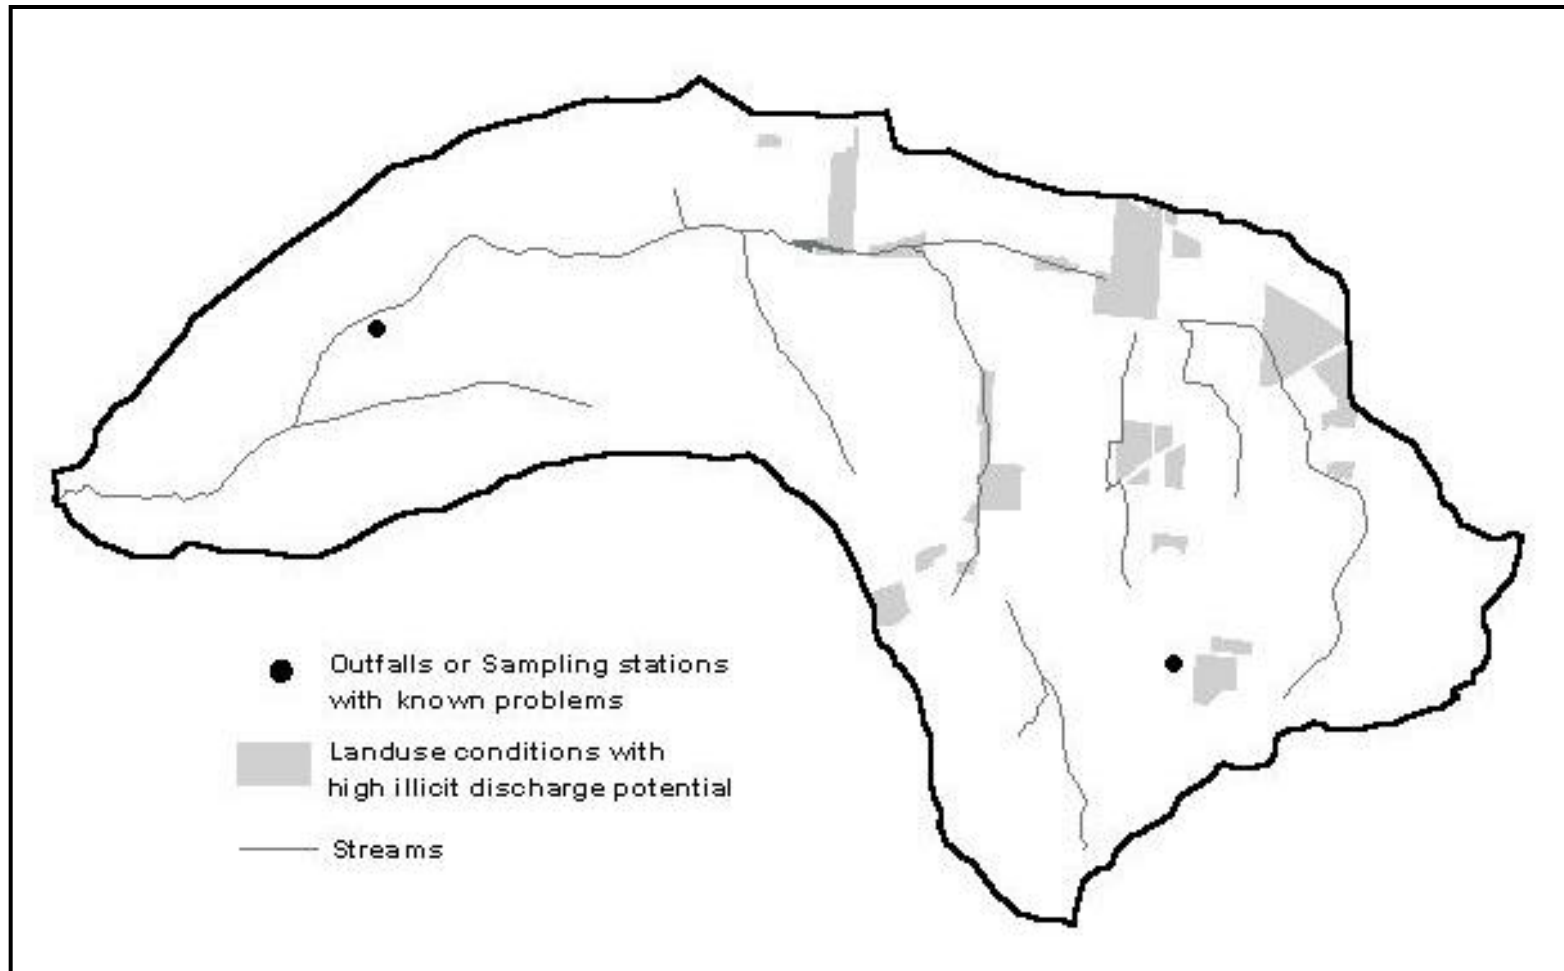 Outfalls or Sampling stations
with known problems
Landuse conditions with
high illicit discharge potential
Streams